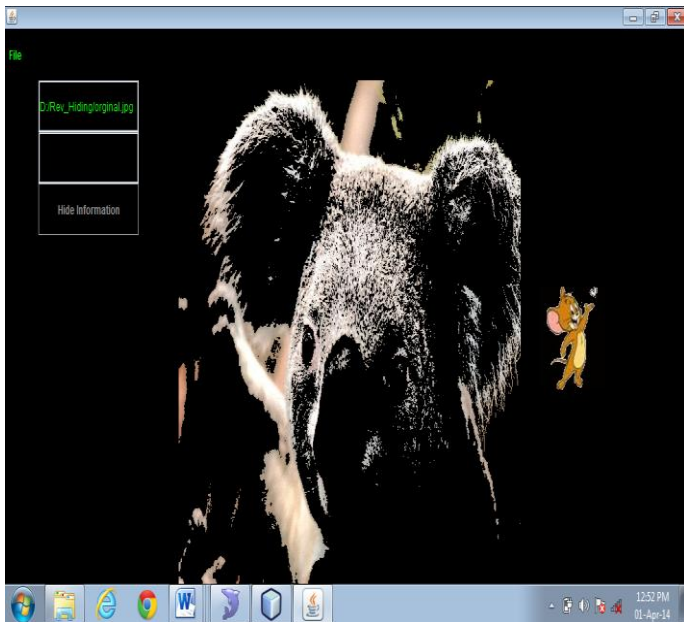 File
D:/Rev_Hiding/orginal.jpg
Hide Information
12:52 PM
01-Apr-14